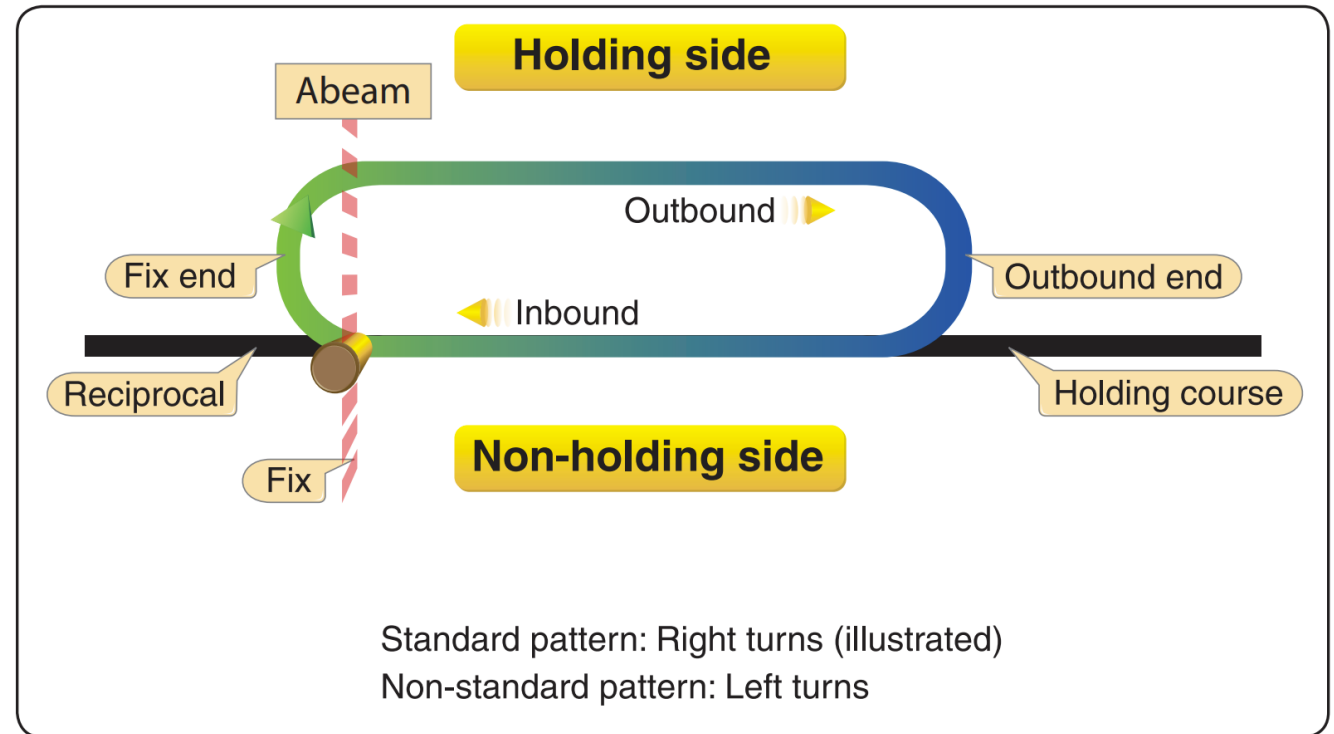 Holding side
Abeam
Outbound
Fix end
Outbound end
Inbound
Reciprocal
Holding course
Non-holding side
Fix
Standard pattern: Right turns (illustrated)
Non-standard pattern: Left turns